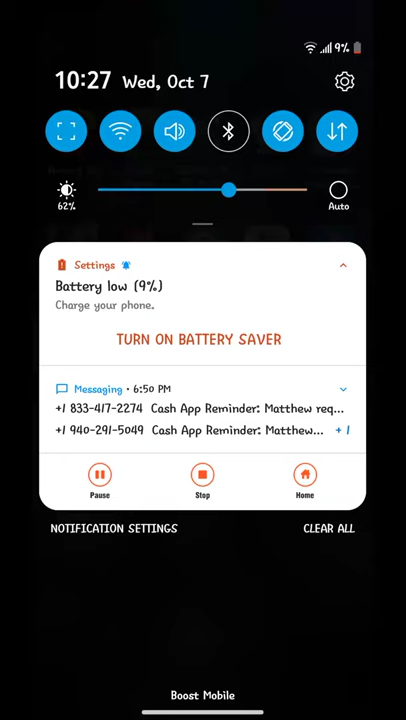 9%
10:27 Wed, Oct 7
62%
Auto
Settings
Battery low (9%)
Charge your phone.
TURN ON BATTERY SAVER
Messaging • 6:50 PM
+1 833-417-2274 Cash App Reminder: Matthew req...
+1 940-291-5049 Cash App Reminder: Matthew... + 1
Pause Stop Home
NOTIFICATION SETTINGS CLEAR ALL
Boost Mobile